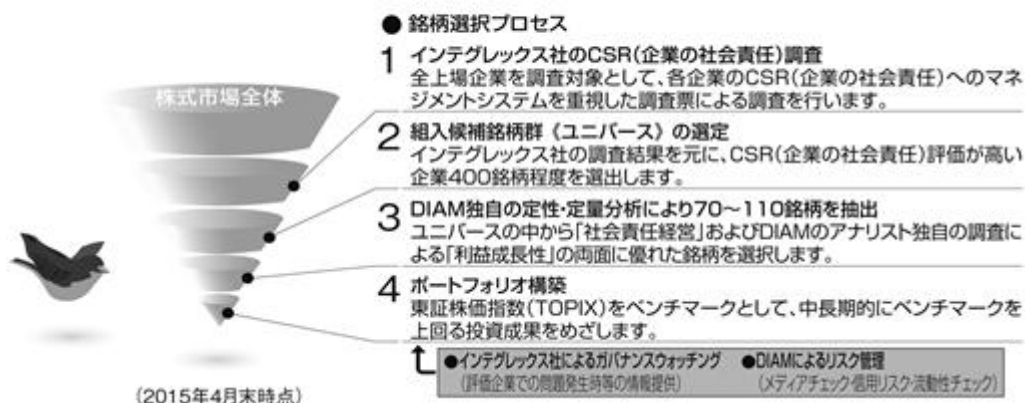 ● 銘柄選択プロセス
株式市場全体
1 インテグレックス社のCSR(企業の社会責任)調査
全上場企業を調査対象として、各企業のCSR(企業の社会責任)へのマネ
ジメントシステムを重視した調査票による調査を行います。
2 組入候補銘柄群《ユニバース》の選定
インテグレックス社の調査結果を元に、CSR(企業の社会責任)評価が高い
企業400銘柄程度を選出します。
3 DIAM独自の定性・定量分析により70〜110銘柄を抽出
ユニバースの中から「社会責任経営」およびDIAMのアナリスト独自の調査に
よる「利益成長性」の両面に優れた銘柄を選択します。
4 ポートフォリオ構築
東証株価指数(TOPIX)をベンチマークとして、中長期的にベンチマークを
上回る投資成果をめざします。
●インテグレックス社によるガバナンスウォッチング ●DIAMによるリスク管理
(評価企業での問題発生時等の情報提供) (メディアチェック・信用リスク・流動性チェック)
(2015年4月末時点)